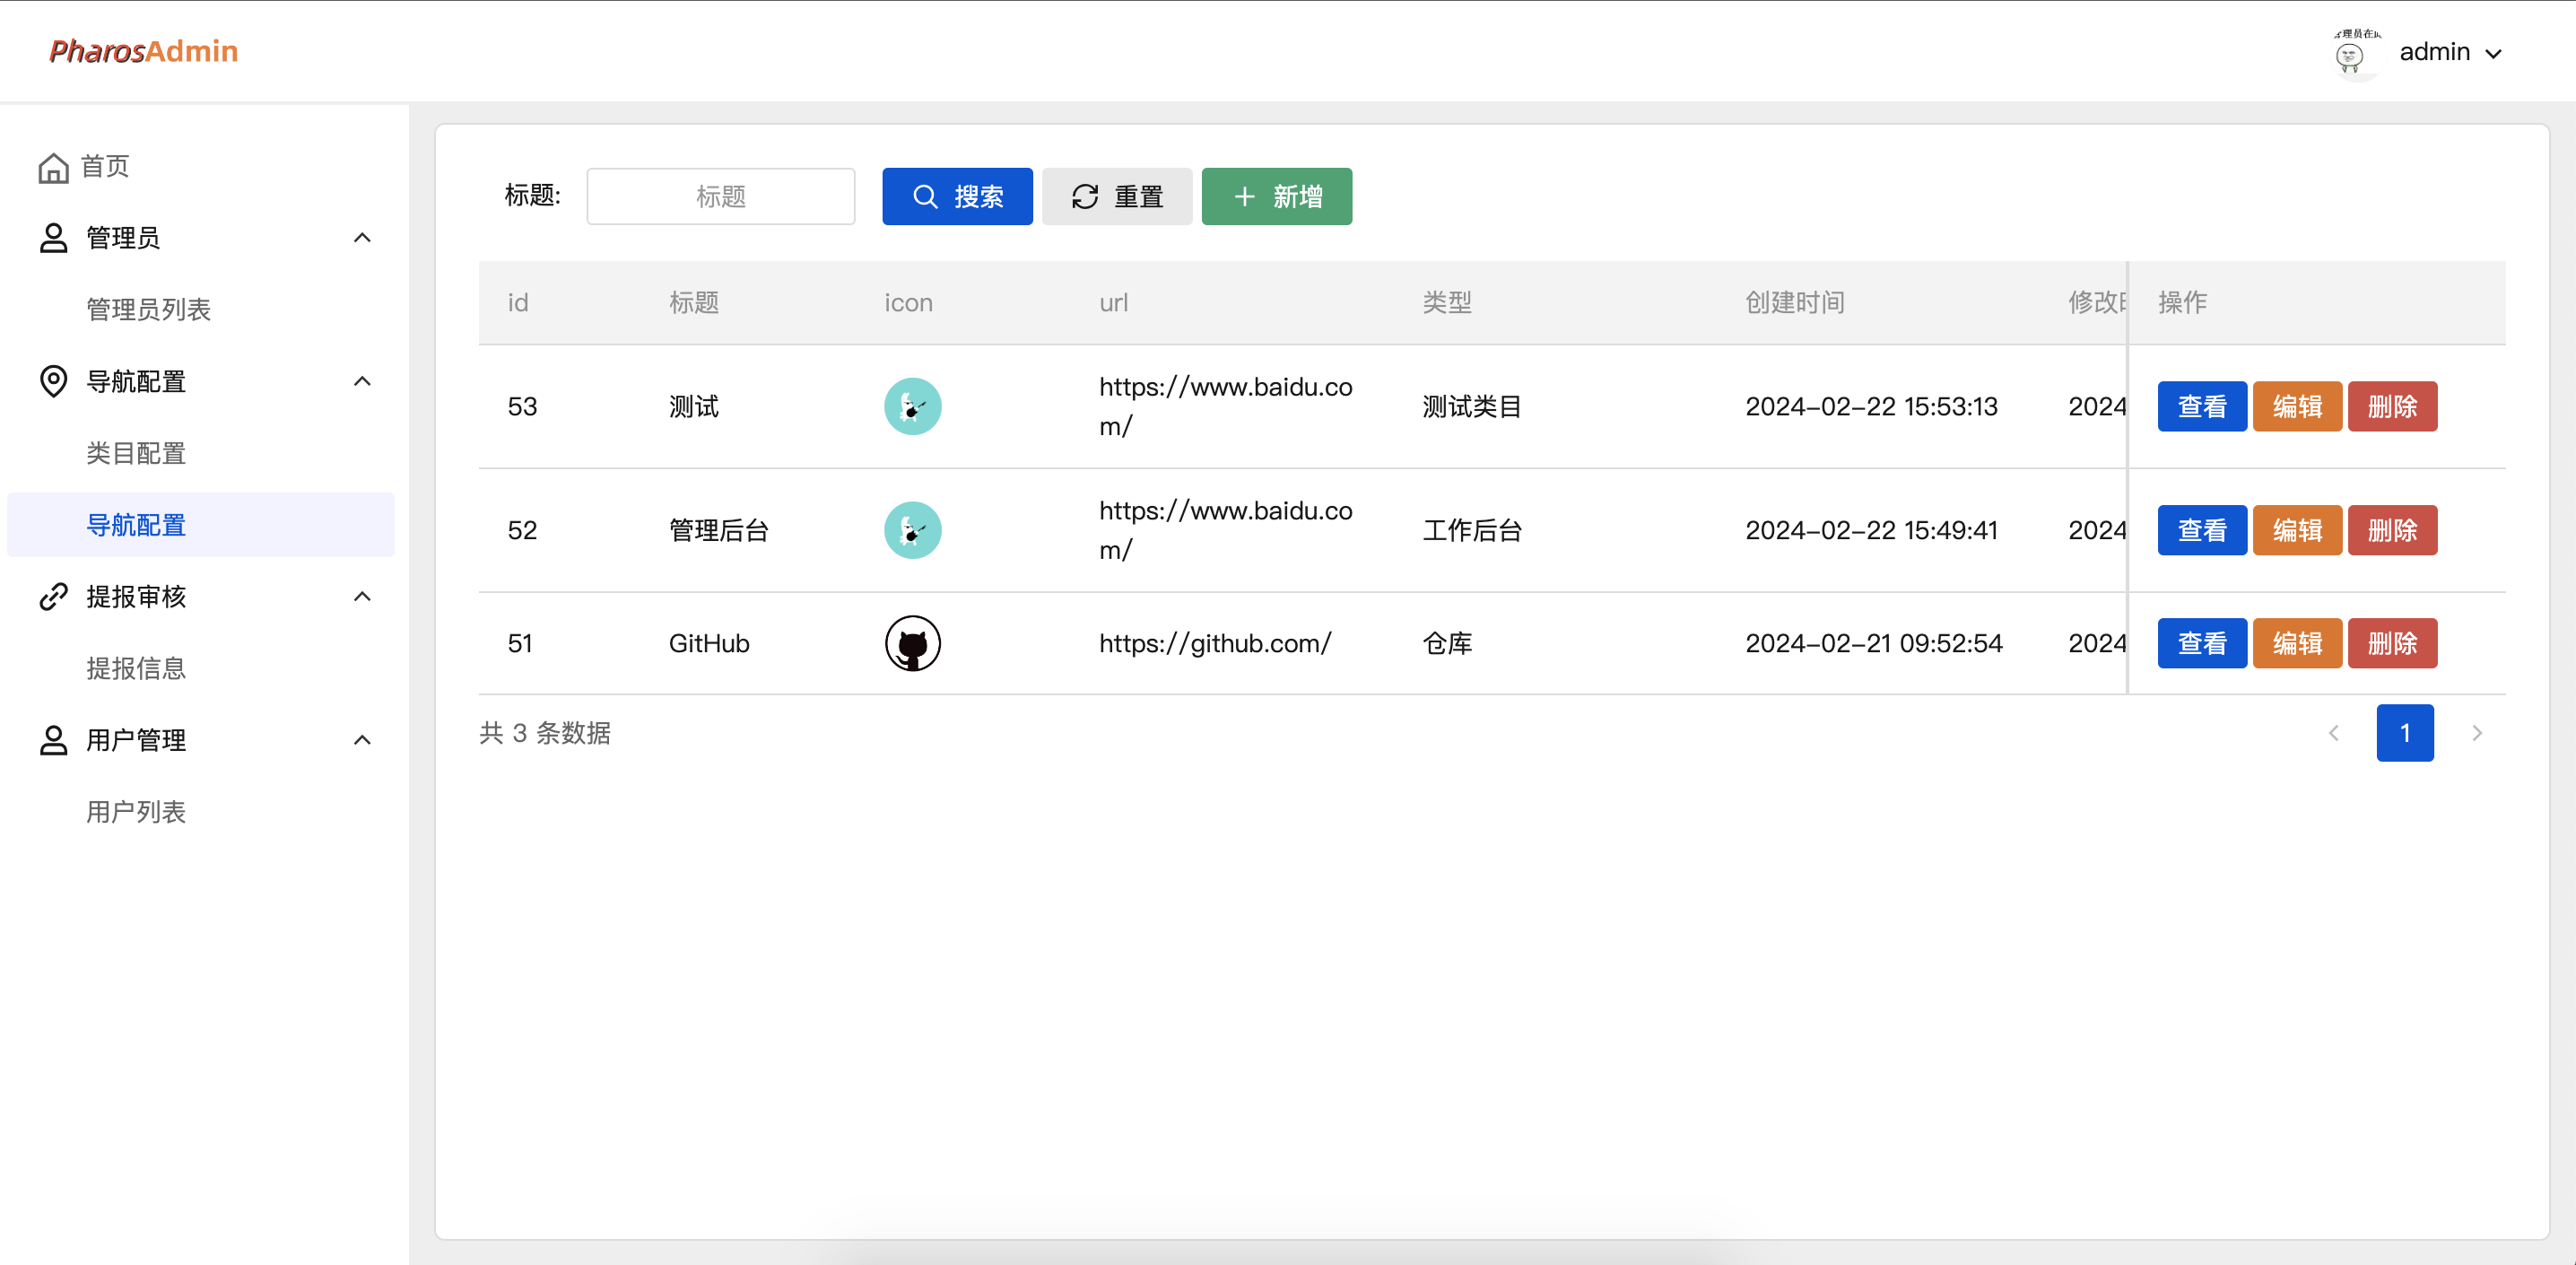 PharosAdmin
理员在
admin
首页
管理员
管理员列表
导航配置
类目配置
导航配置
提报审核
提报信息
用户管理
用户列表
标题: 标题 搜索 重置 新增
id 标题 icon url 类型 创建时间 修改 操作
53 测试 https://www.baidu.co
m/ 测试类目 2024-02-22 15:53:13 2024 查看 编辑 删除
52 管理后台 https://www.baidu.co
m/ 工作后台 2024-02-22 15:49:41 2024 查看 编辑 删除
51 GitHub https://github.com/ 仓库 2024-02-21 09:52:54 2024 查看 编辑 删除
共 3 条数据 1